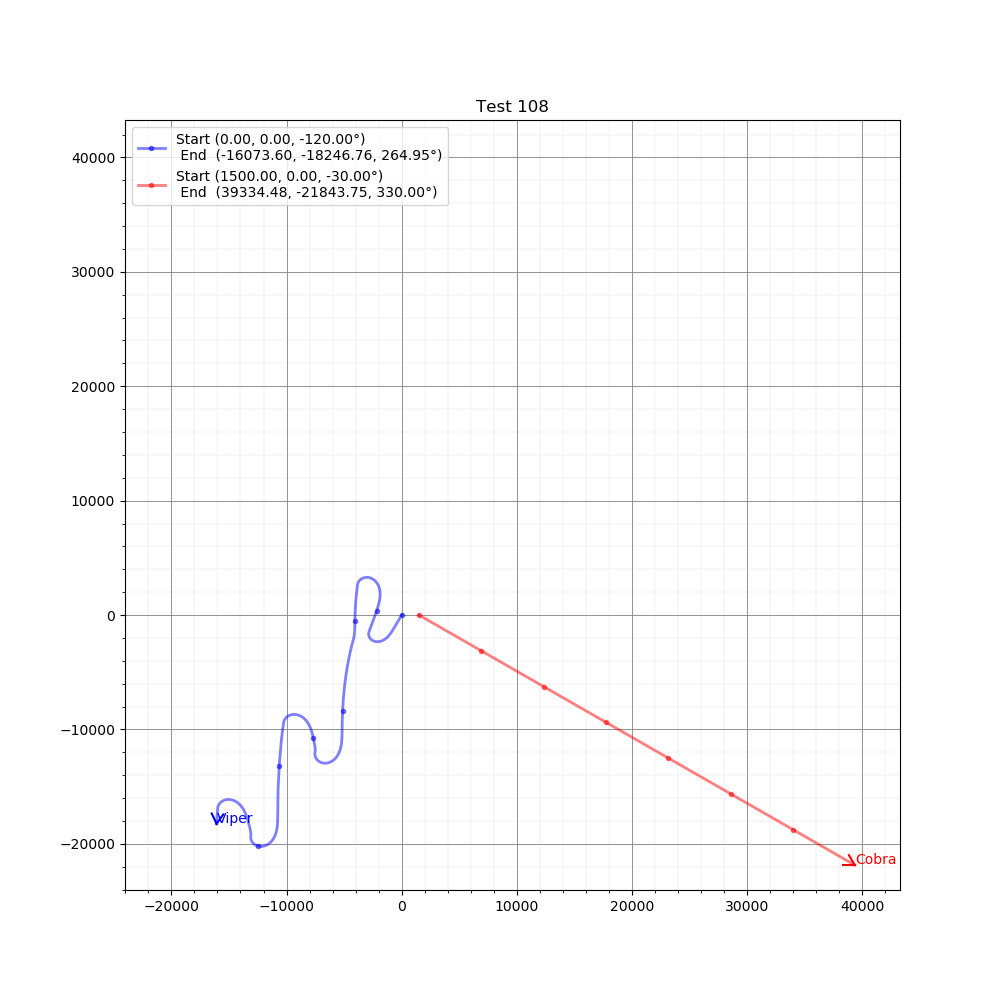 Test 108
Start (0.00, 0.00, -120.00°)
End  (-16073.60, -18246.76, 264.95°)
Start (1500.00, 0.00, -30.00°)
End  (39334.48, -21843.75, 330.00°)
40000
30000
20000
10000
0
−10000
−20000
Viper
Cobra
−20000 −10000 0 10000 20000 30000 40000